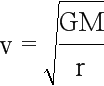 v = √(GM/r)